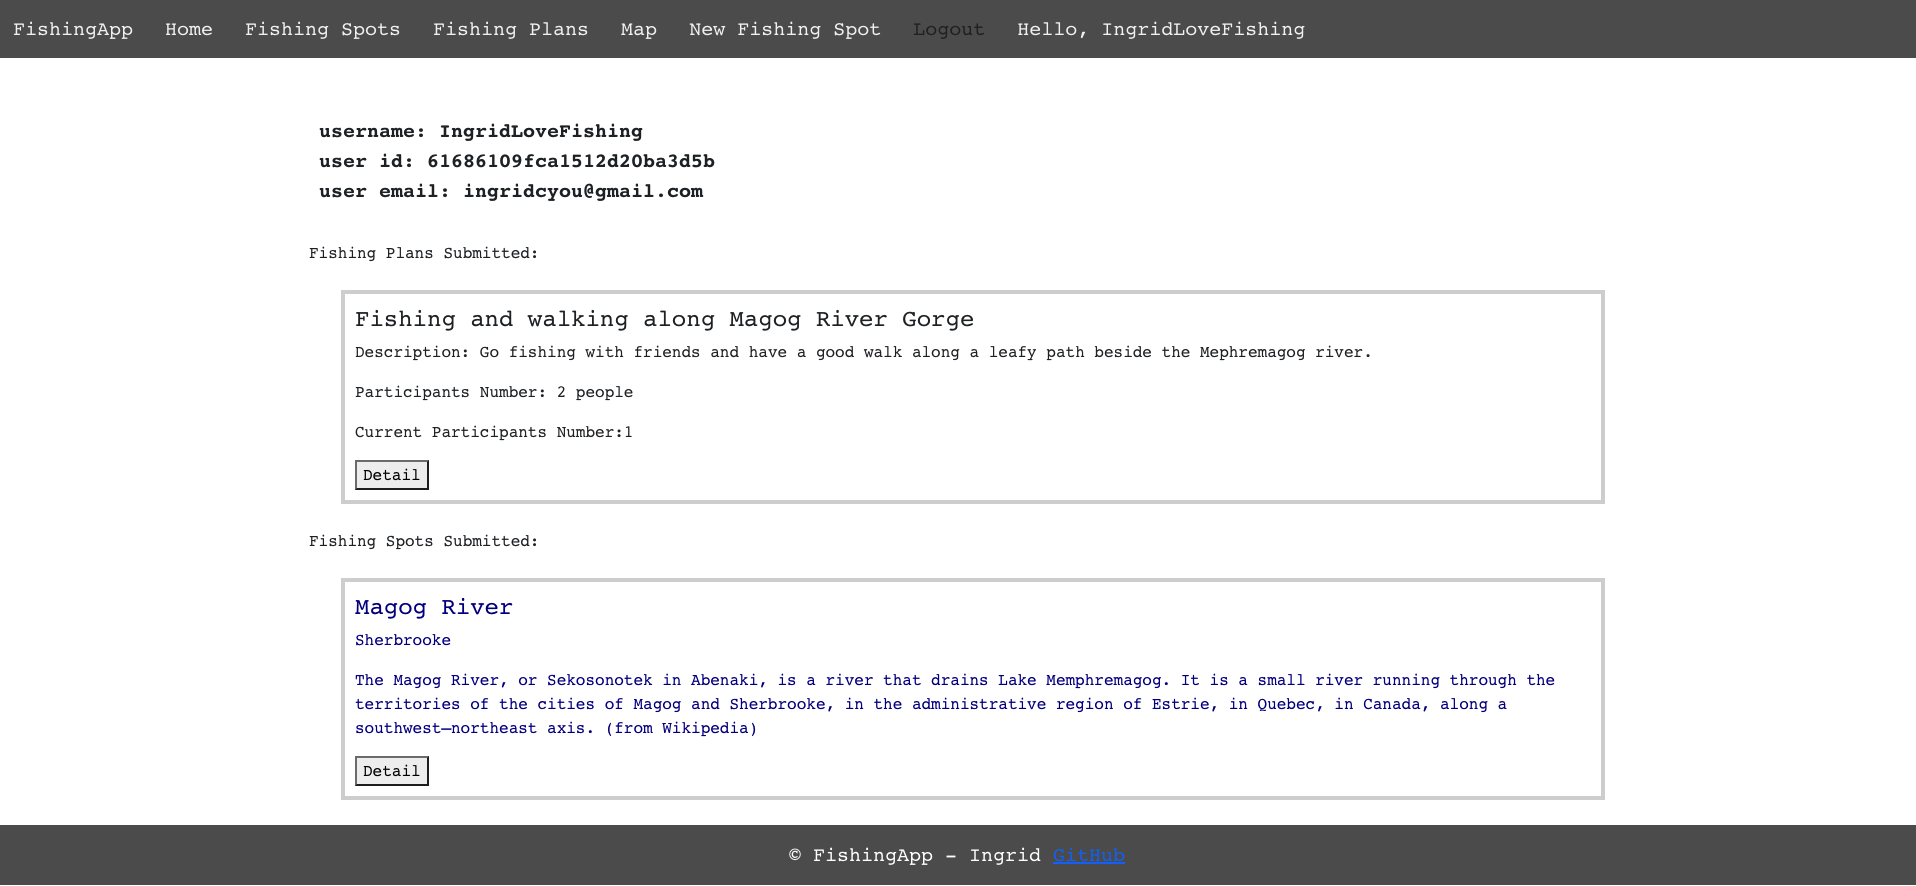 FishingApp Home Fishing Spots Fishing Plans Map New Fishing Spot Logout Hello, IngridLoveFishing
username: IngridLoveFishing
user id: 61686109fca1512d20ba3d5b
user email: ingridcyou@gmail.com
Fishing Plans Submitted:
Fishing and walking along Magog River Gorge
Description: Go fishing with friends and have a good walk along a leafy path beside the Mephremagog river.
Participants Number: 2 people
Current Participants Number:1
Detail
Fishing Spots Submitted:
Magog River
Sherbrooke
The Magog River, or Sekosonotek in Abenaki, is a river that drains Lake Memphremagog. It is a small river running through the
territories of the cities of Magog and Sherbrooke, in the administrative region of Estrie, in Quebec, in Canada, along a
southwest–northeast axis. (from Wikipedia)
Detail
© FishingApp - Ingrid GitHub